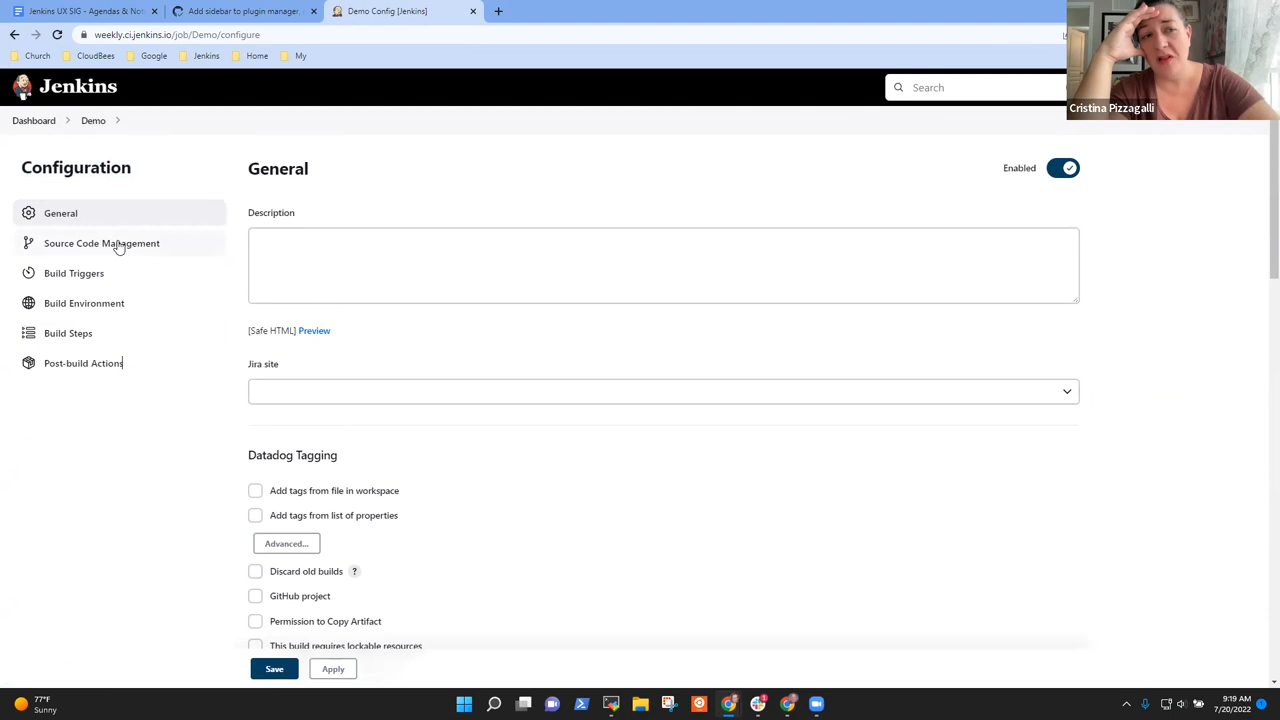 Jenkins UX SIG - Weekly Notes
Add sidebar to plugin manager,
Demo Config [Jenkins]
weekly.ci.jenkins.io/job/Demo/configure
Church
CloudBees
Google
Jenkins
Home
My
Jenkins
Search
Cristina Pizzagalli
Dashboard
Demo
Configuration
General
Source Code Management
Build Triggers
Build Environment
Build Steps
Post-build Actions
General
Enabled
Description
[Safe HTML] Preview
Jira site
Datadog Tagging
Add tags from file in workspace
Add tags from list of properties
Advanced...
Discard old builds ?
GitHub project
Permission to Copy Artifact
This build requires lockable resources
Save
Apply
77°F
Sunny
9:19 AM
7/20/2022